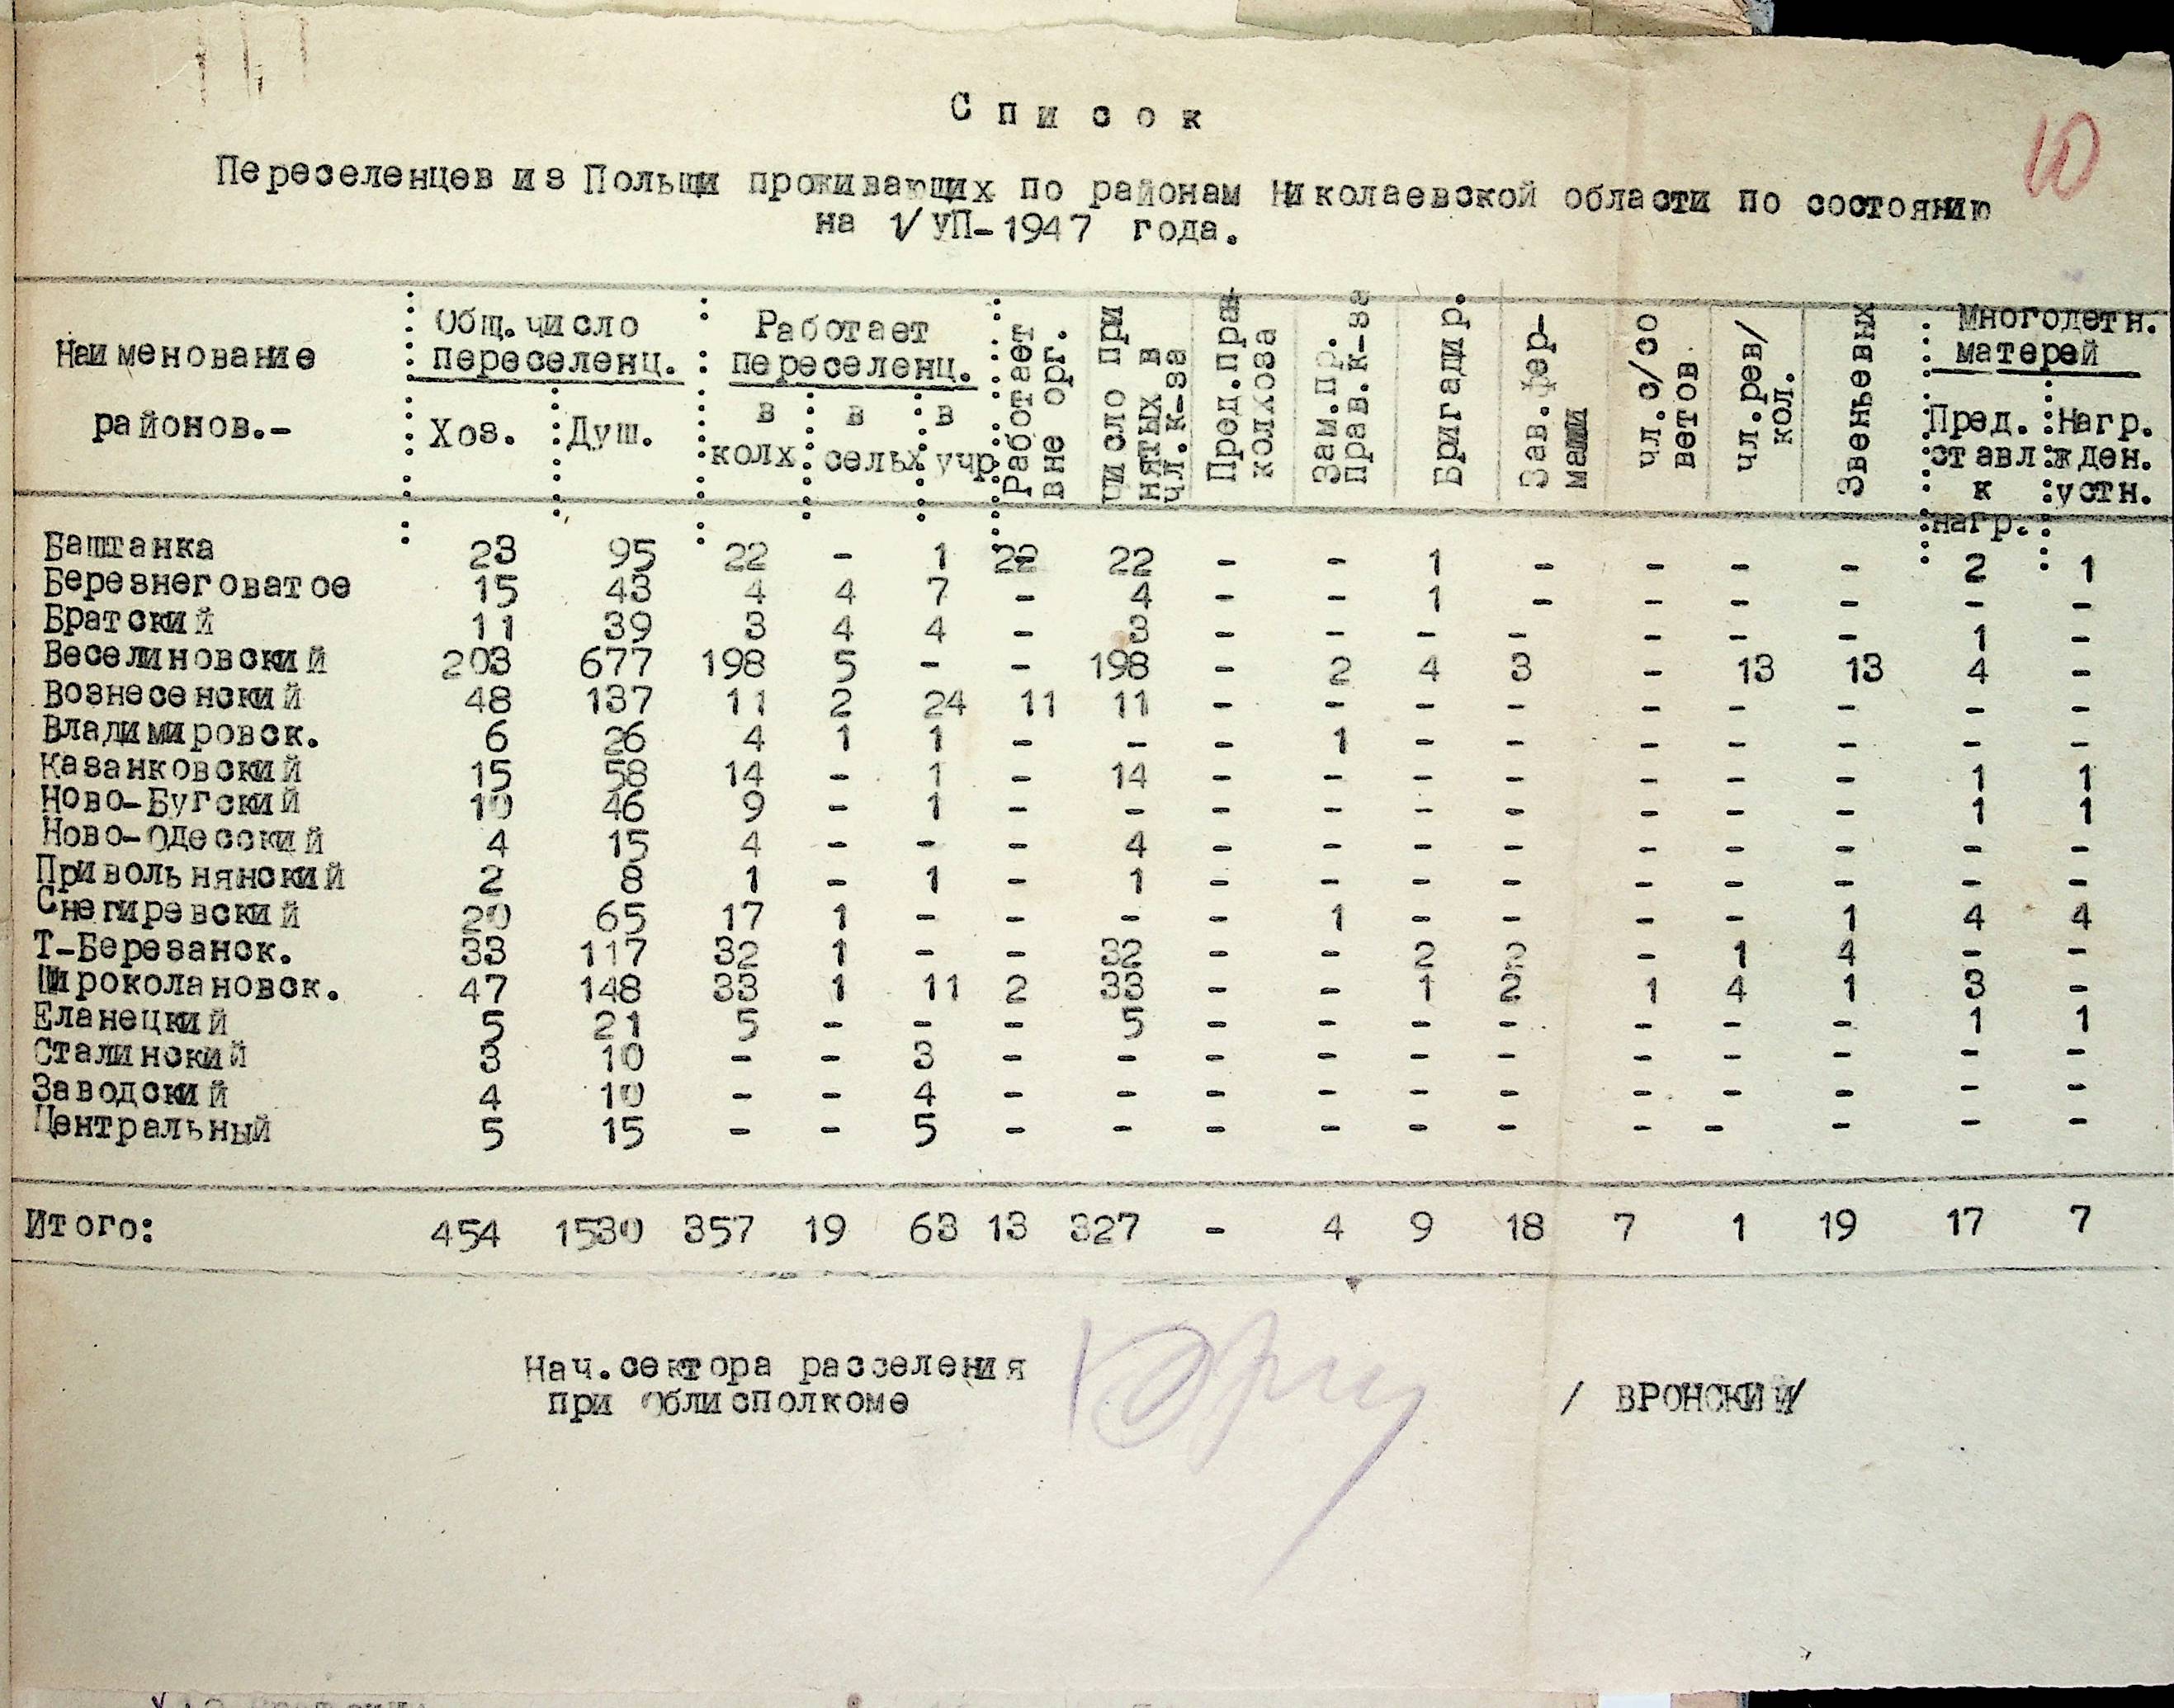 10
С п и с о к
Переселенцев из Польши проживающих по районам Николаевской области по состоянию
на 1/УП-1947 года.
Наименование районов.- Общ.число переселенц. Хоз. Душ. Работает переселенц. в колх. в сельх в учр Работает вне орг. число принятых в чл.к-за Пред.прав колхоза Зам.пр. прав.к-за Бригадир. Зав.фермами чл.с/советов чл.рев/кол. Звеньевых Многодетн. матерей Пред.ставл к нагр. Нагр.жден. устн.
Баштанка 23 95 22 - 1 22 22 - - 1 - - - - 2 1
Березнеговатое 15 43 4 4 7 - 4 - - 1 - - - - - -
Братский 11 39 3 4 4 - 3 - - - - - - - 1 -
Веселиновский 203 677 198 5 - - 198 - 2 4 3 - 13 13 4 -
Вознесенский 48 137 11 2 24 11 11 - - - - - - - - -
Владимировск. 6 26 4 1 1 - - - 1 - - - - - - -
Казанковский 15 58 14 - 1 - 14 - - - - - - - 1 1
Ново-Бугский 10 46 9 - 1 - - - - - - - - - 1 1
Ново-Одесский 4 15 4 - - - 4 - - - - - - - - -
Привольнянский 2 8 1 - 1 - 1 - - - - - - - - -
Снегиревский 20 65 17 1 - - - - 1 - - - - 1 4 4
Т-Березанск. 33 117 32 1 - - 32 - - 2 2 - 1 4 - -
Широколановск. 47 148 33 1 11 2 33 - - 1 2 1 4 1 3 -
Еланецкий 5 21 5 - - - 5 - - - - - - - 1 1
Сталинский 3 10 - - 3 - - - - - - - - - - -
Заводский 4 10 - - 4 - - - - - - - - - - -
Центральный 5 15 - - 5 - - - - - - - - - - -
Итого: 454 1530 357 19 63 13 327 - 4 9 18 7 1 19 17 7
Нач.сектора расселения
при Облисполкоме / ВРОНСКИЙ/